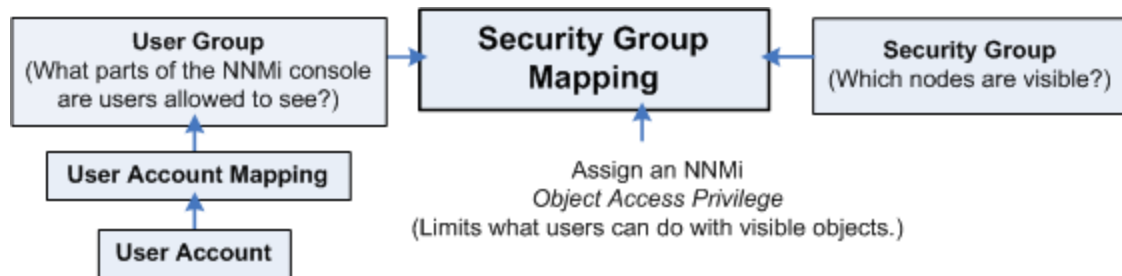 User Group
(What parts of the NNMi console
are users allowed to see?)
Security Group
Mapping
Security Group
(Which nodes are visible?)
User Account Mapping
User Account
Assign an NNMi
Object Access Privilege
(Limits what users can do with visible objects.)